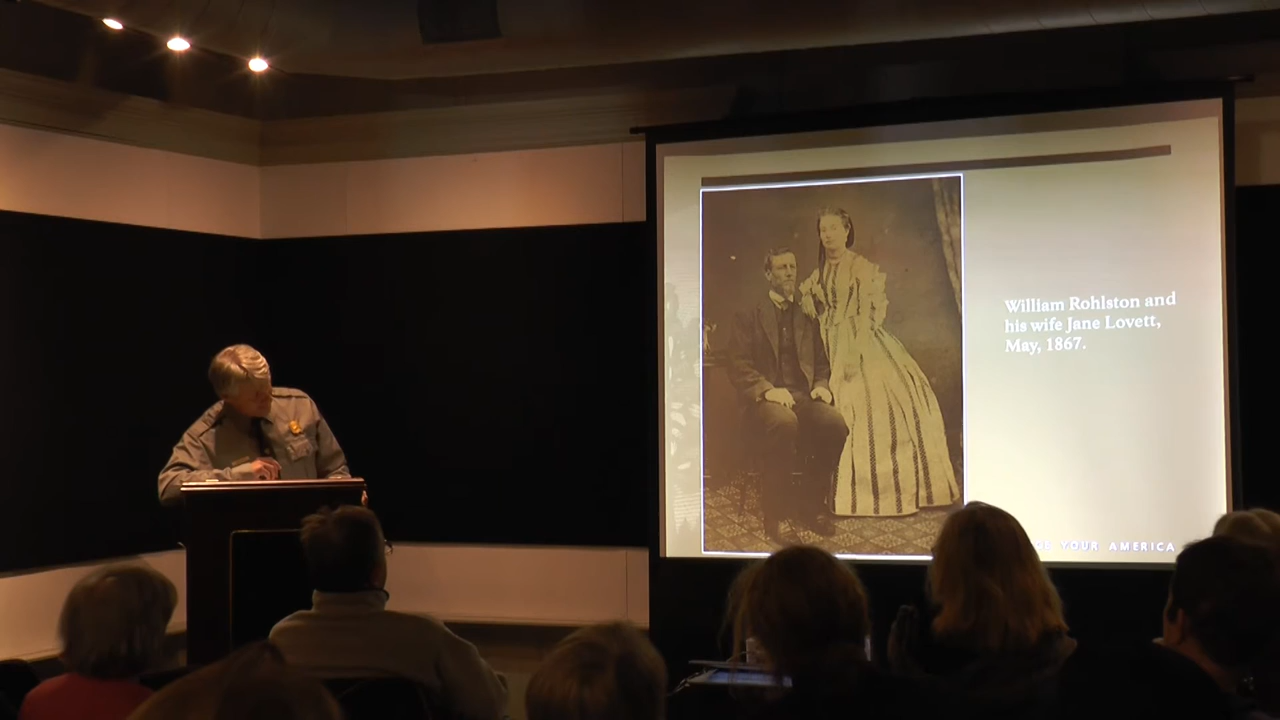 William Rohlston and
his wife Jane Lovett,
May, 1867.
YOUR AMERICA